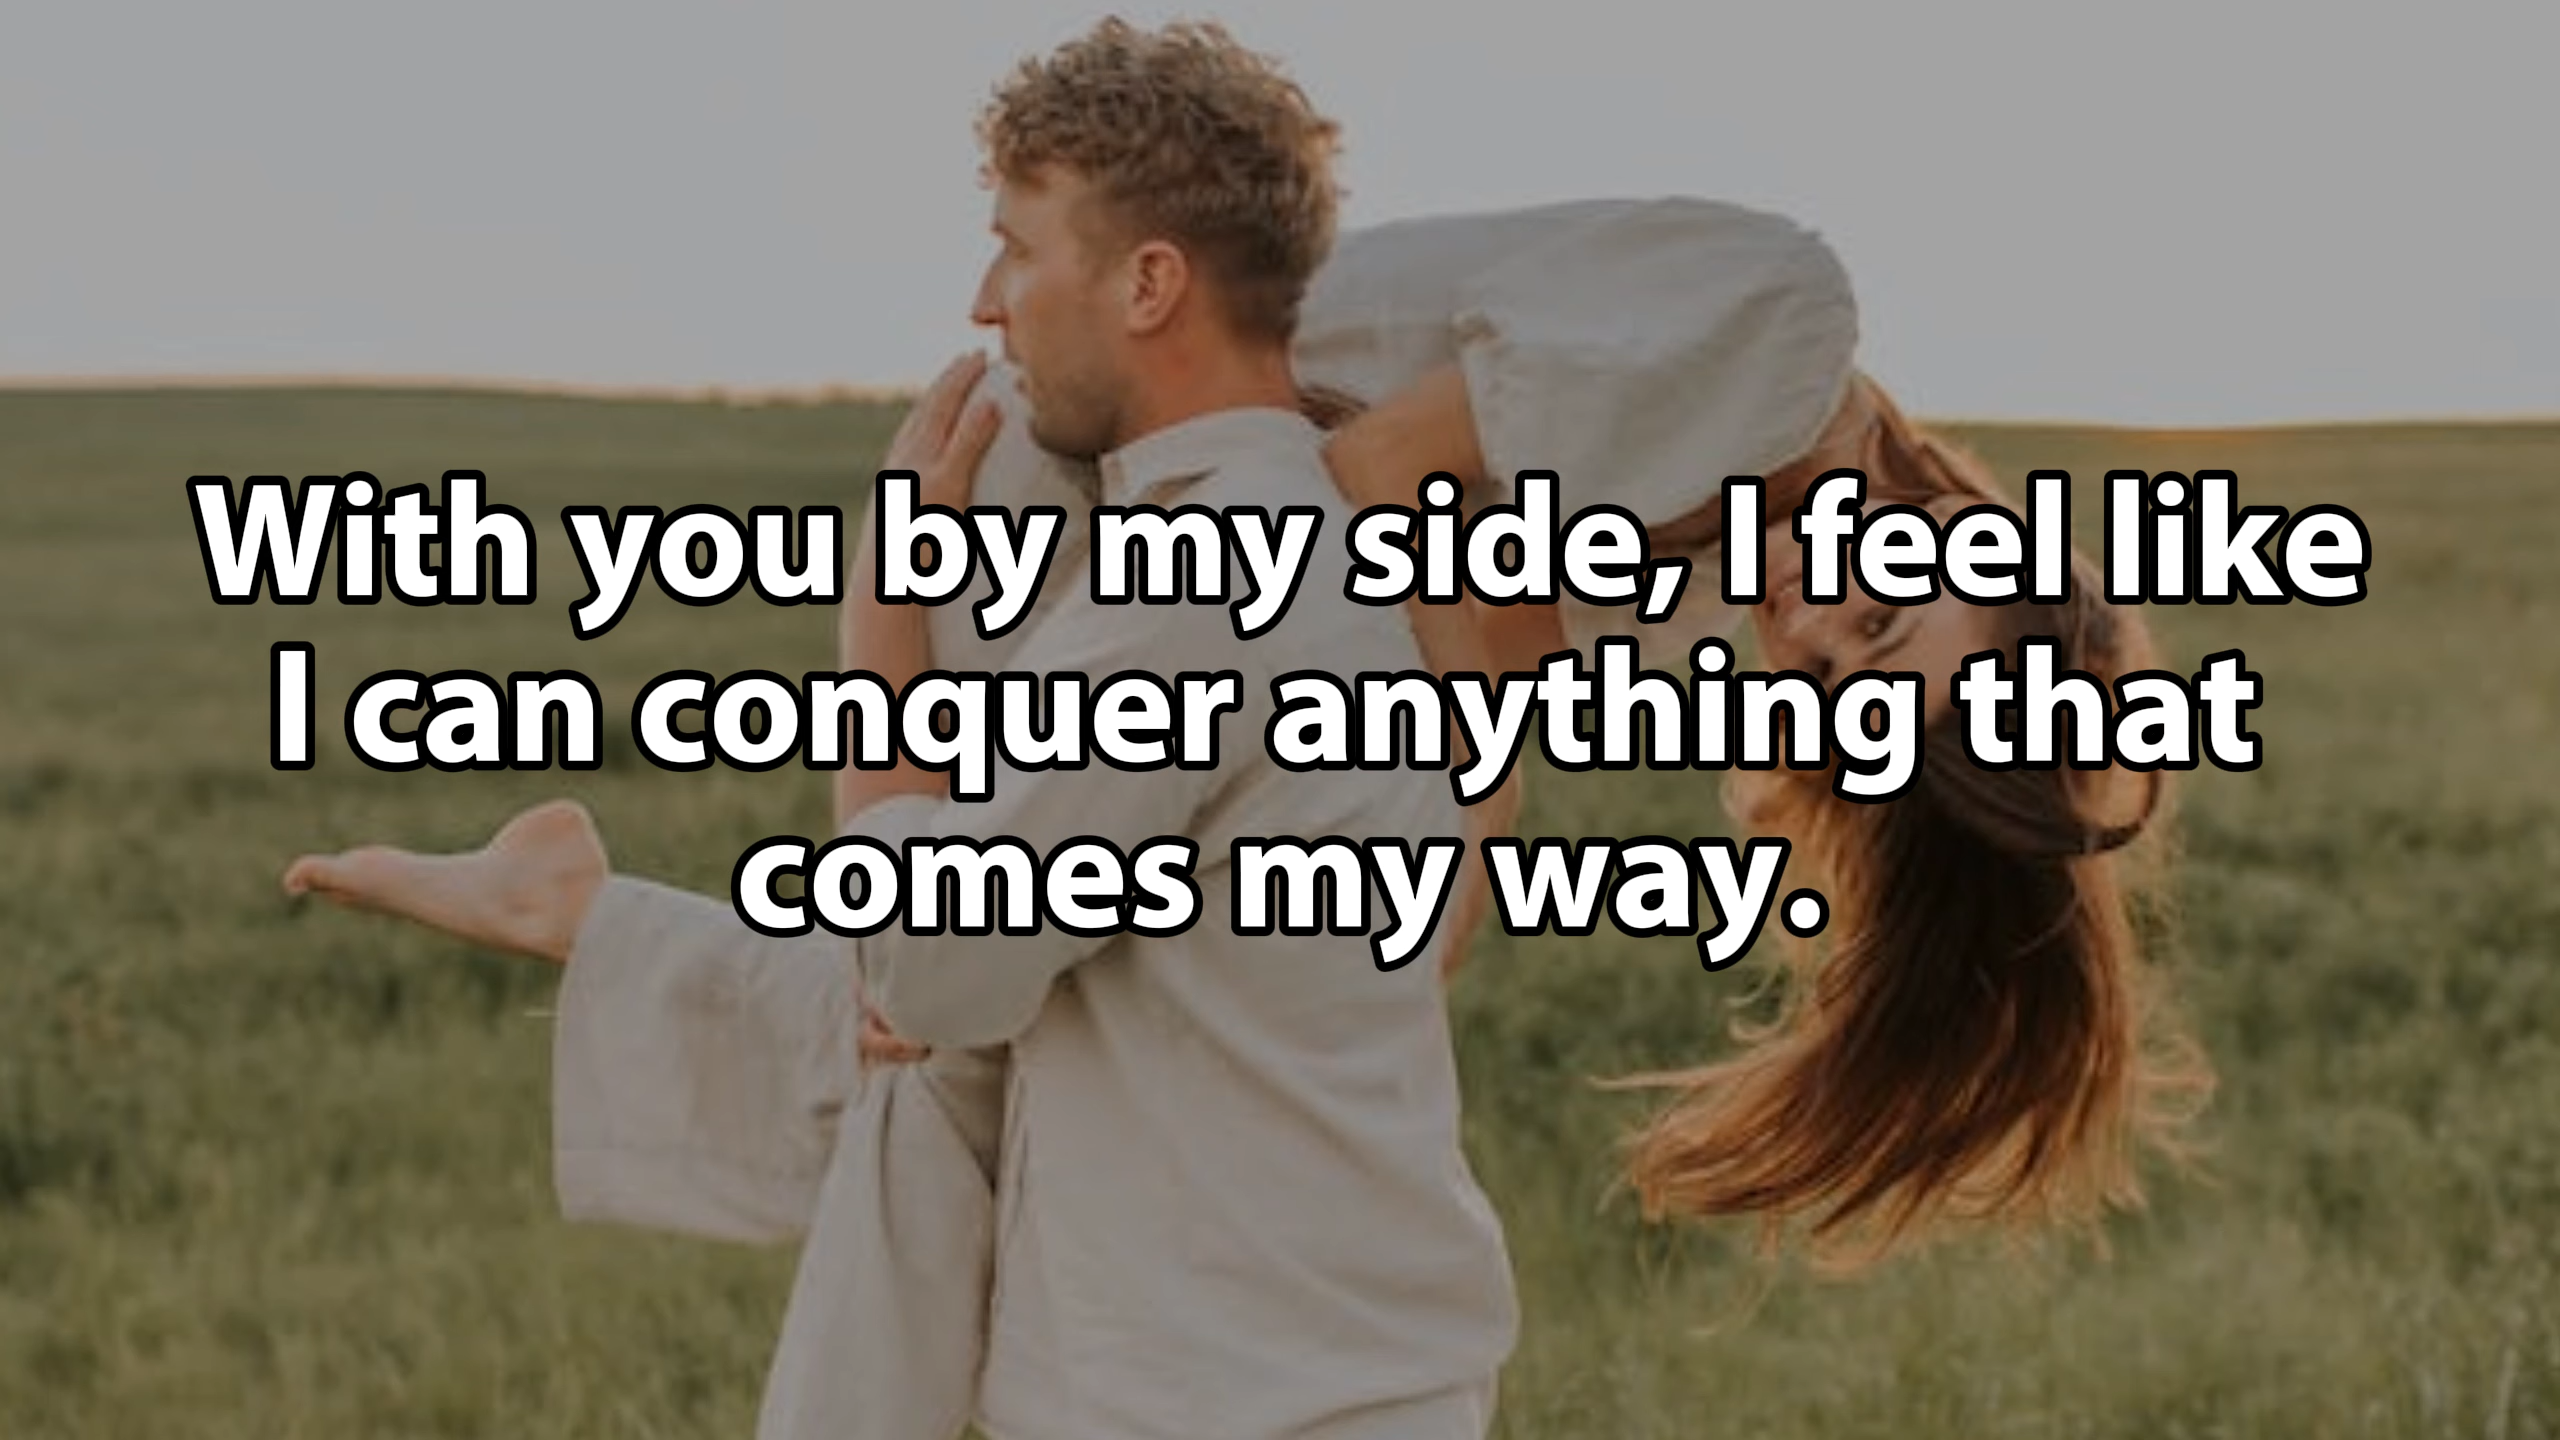 With you by my side, I feel like
I can conquer anything that
comes my way.